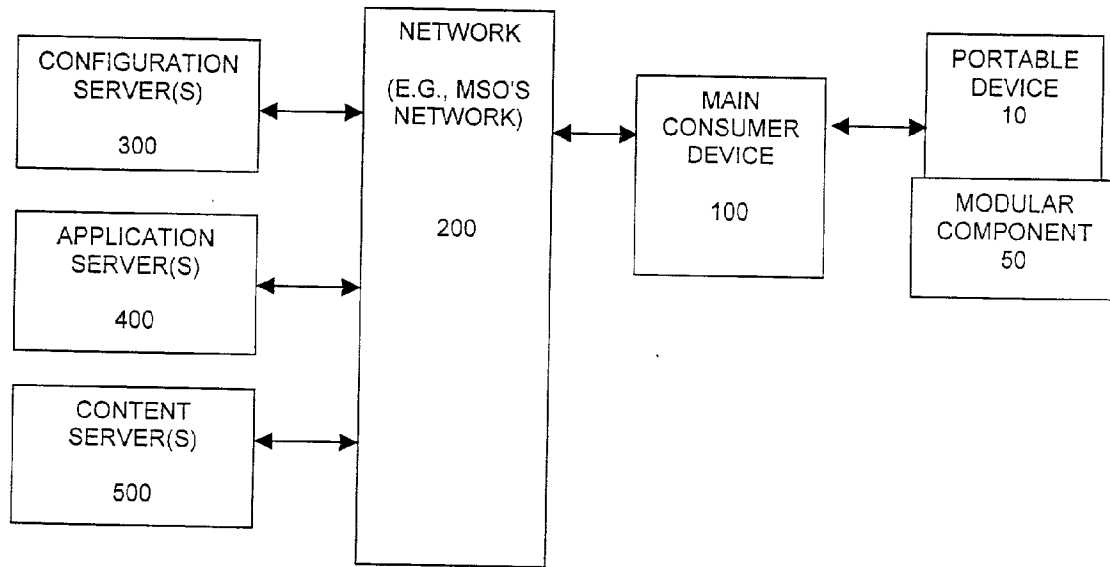 CONFIGURATION
SERVER(S)
300
APPLICATION
SERVER(S)
400
CONTENT
SERVER(S)
500
NETWORK
(E.G., MSO'S
NETWORK)
200
MAIN
CONSUMER
DEVICE
100
PORTABLE
DEVICE
10
MODULAR
COMPONENT
50